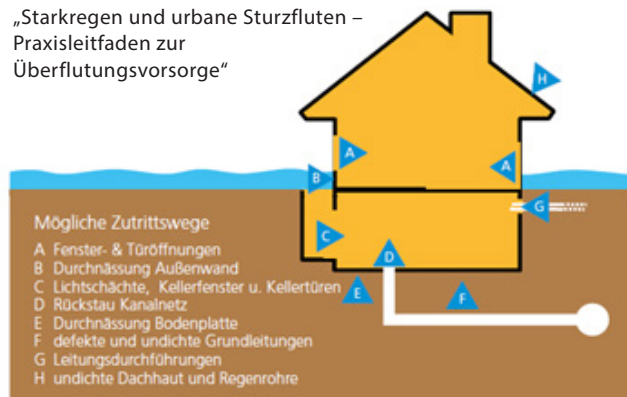 „Starkregen und urbane Sturzfluten –
Praxisleitfaden zur
Überflutungsvorsorge“
H
A
A
B
G
C
D
E
F
Mögliche Zutrittswege
A Fenster- & Türöffnungen
B Durchnässung Außenwand
C Lichtschächte, Kellerfenster u. Kellertüren
D Rückstau Kanalnetz
E Durchnässung Bodenplatte
F defekte und undichte Grundleitungen
G Leitungsdurchführungen
H undichte Dachhaut und Regenrohre